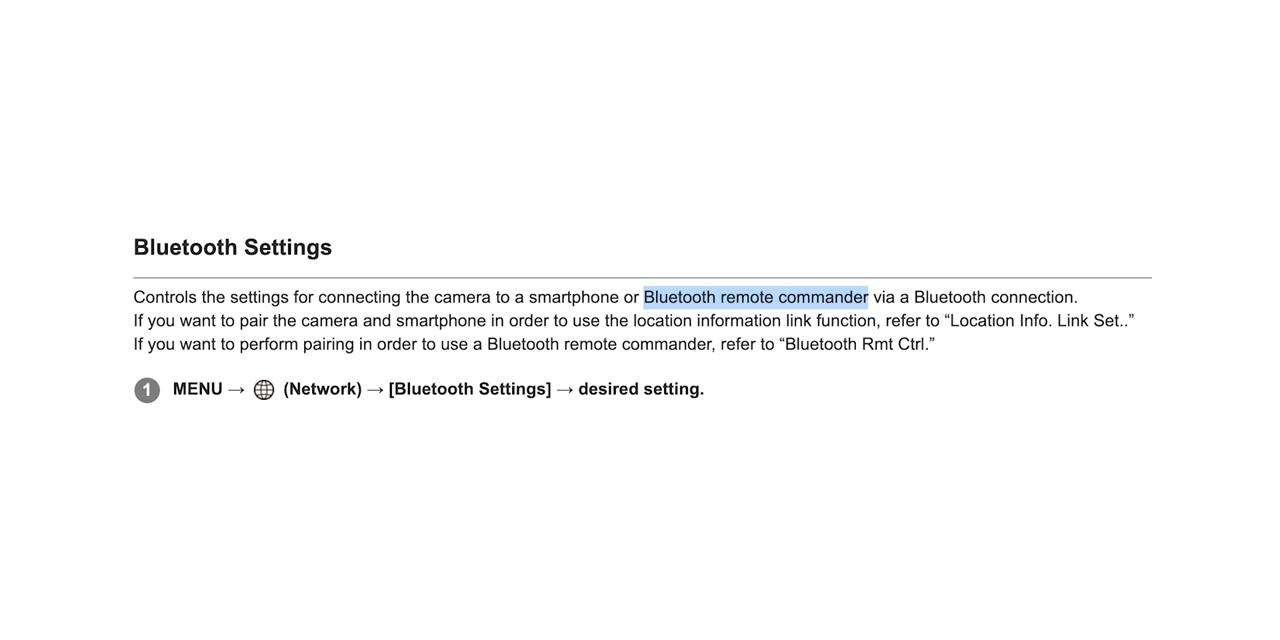 Bluetooth Settings
Controls the settings for connecting the camera to a smartphone or Bluetooth remote commander via a Bluetooth connection.
If you want to pair the camera and smartphone in order to use the location information link function, refer to “Location Info. Link Set..”
If you want to perform pairing in order to use a Bluetooth remote commander, refer to “Bluetooth Rmt Ctrl.”
1 MENU → (Network) → [Bluetooth Settings] → desired setting.